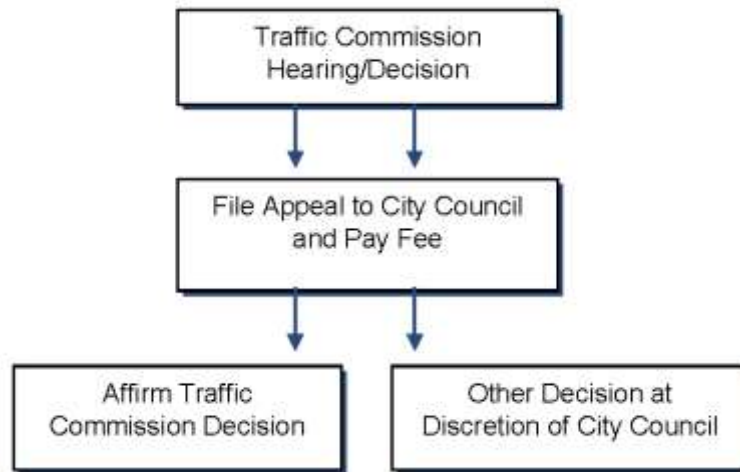 Traffic Commission
Hearing/Decision
File Appeal to City Council
and Pay Fee
Affirm Traffic
Commission Decision
Other Decision at
Discretion of City Council